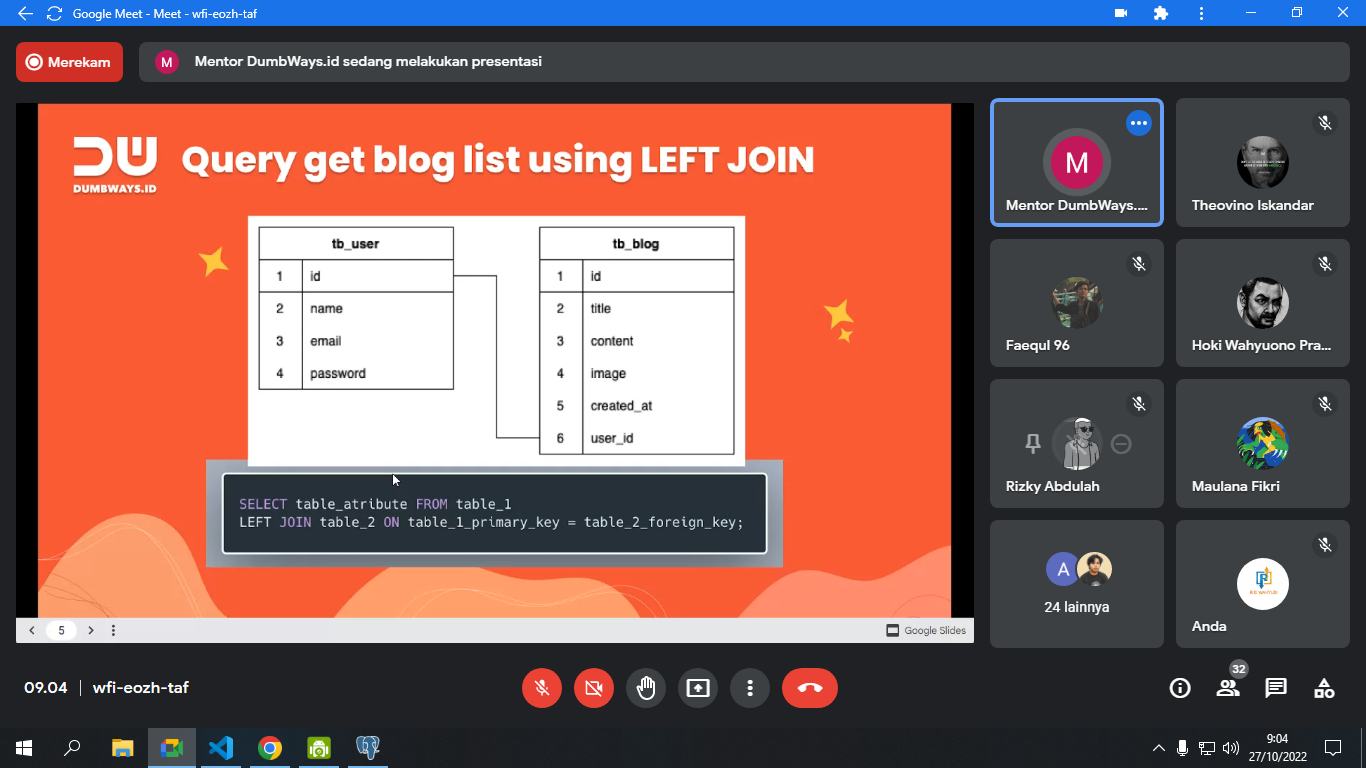 Google Meet - Meet - wfi-eozh-taf
Merekam
M
Mentor DumbWays.id sedang melakukan presentasi
DW
DUMBWAYS.ID
Query get blog list using LEFT JOIN
tb_user
1 id
2 name
3 email
4 password
tb_blog
1 id
2 title
3 content
4 image
5 created_at
6 user_id
SELECT table_atribute FROM table_1
LEFT JOIN table_2 ON table_1_primary_key = table_2_foreign_key;
5
Google Slides
M
Mentor DumbWays....
Theovino Iskandar
Faequl 96
Hoki Wahyuono Pra...
Rizky Abdulah
Maulana Fikri
A
24 lainnya
Anda
09.04
wfi-eozh-taf
32
9:04
27/10/2022